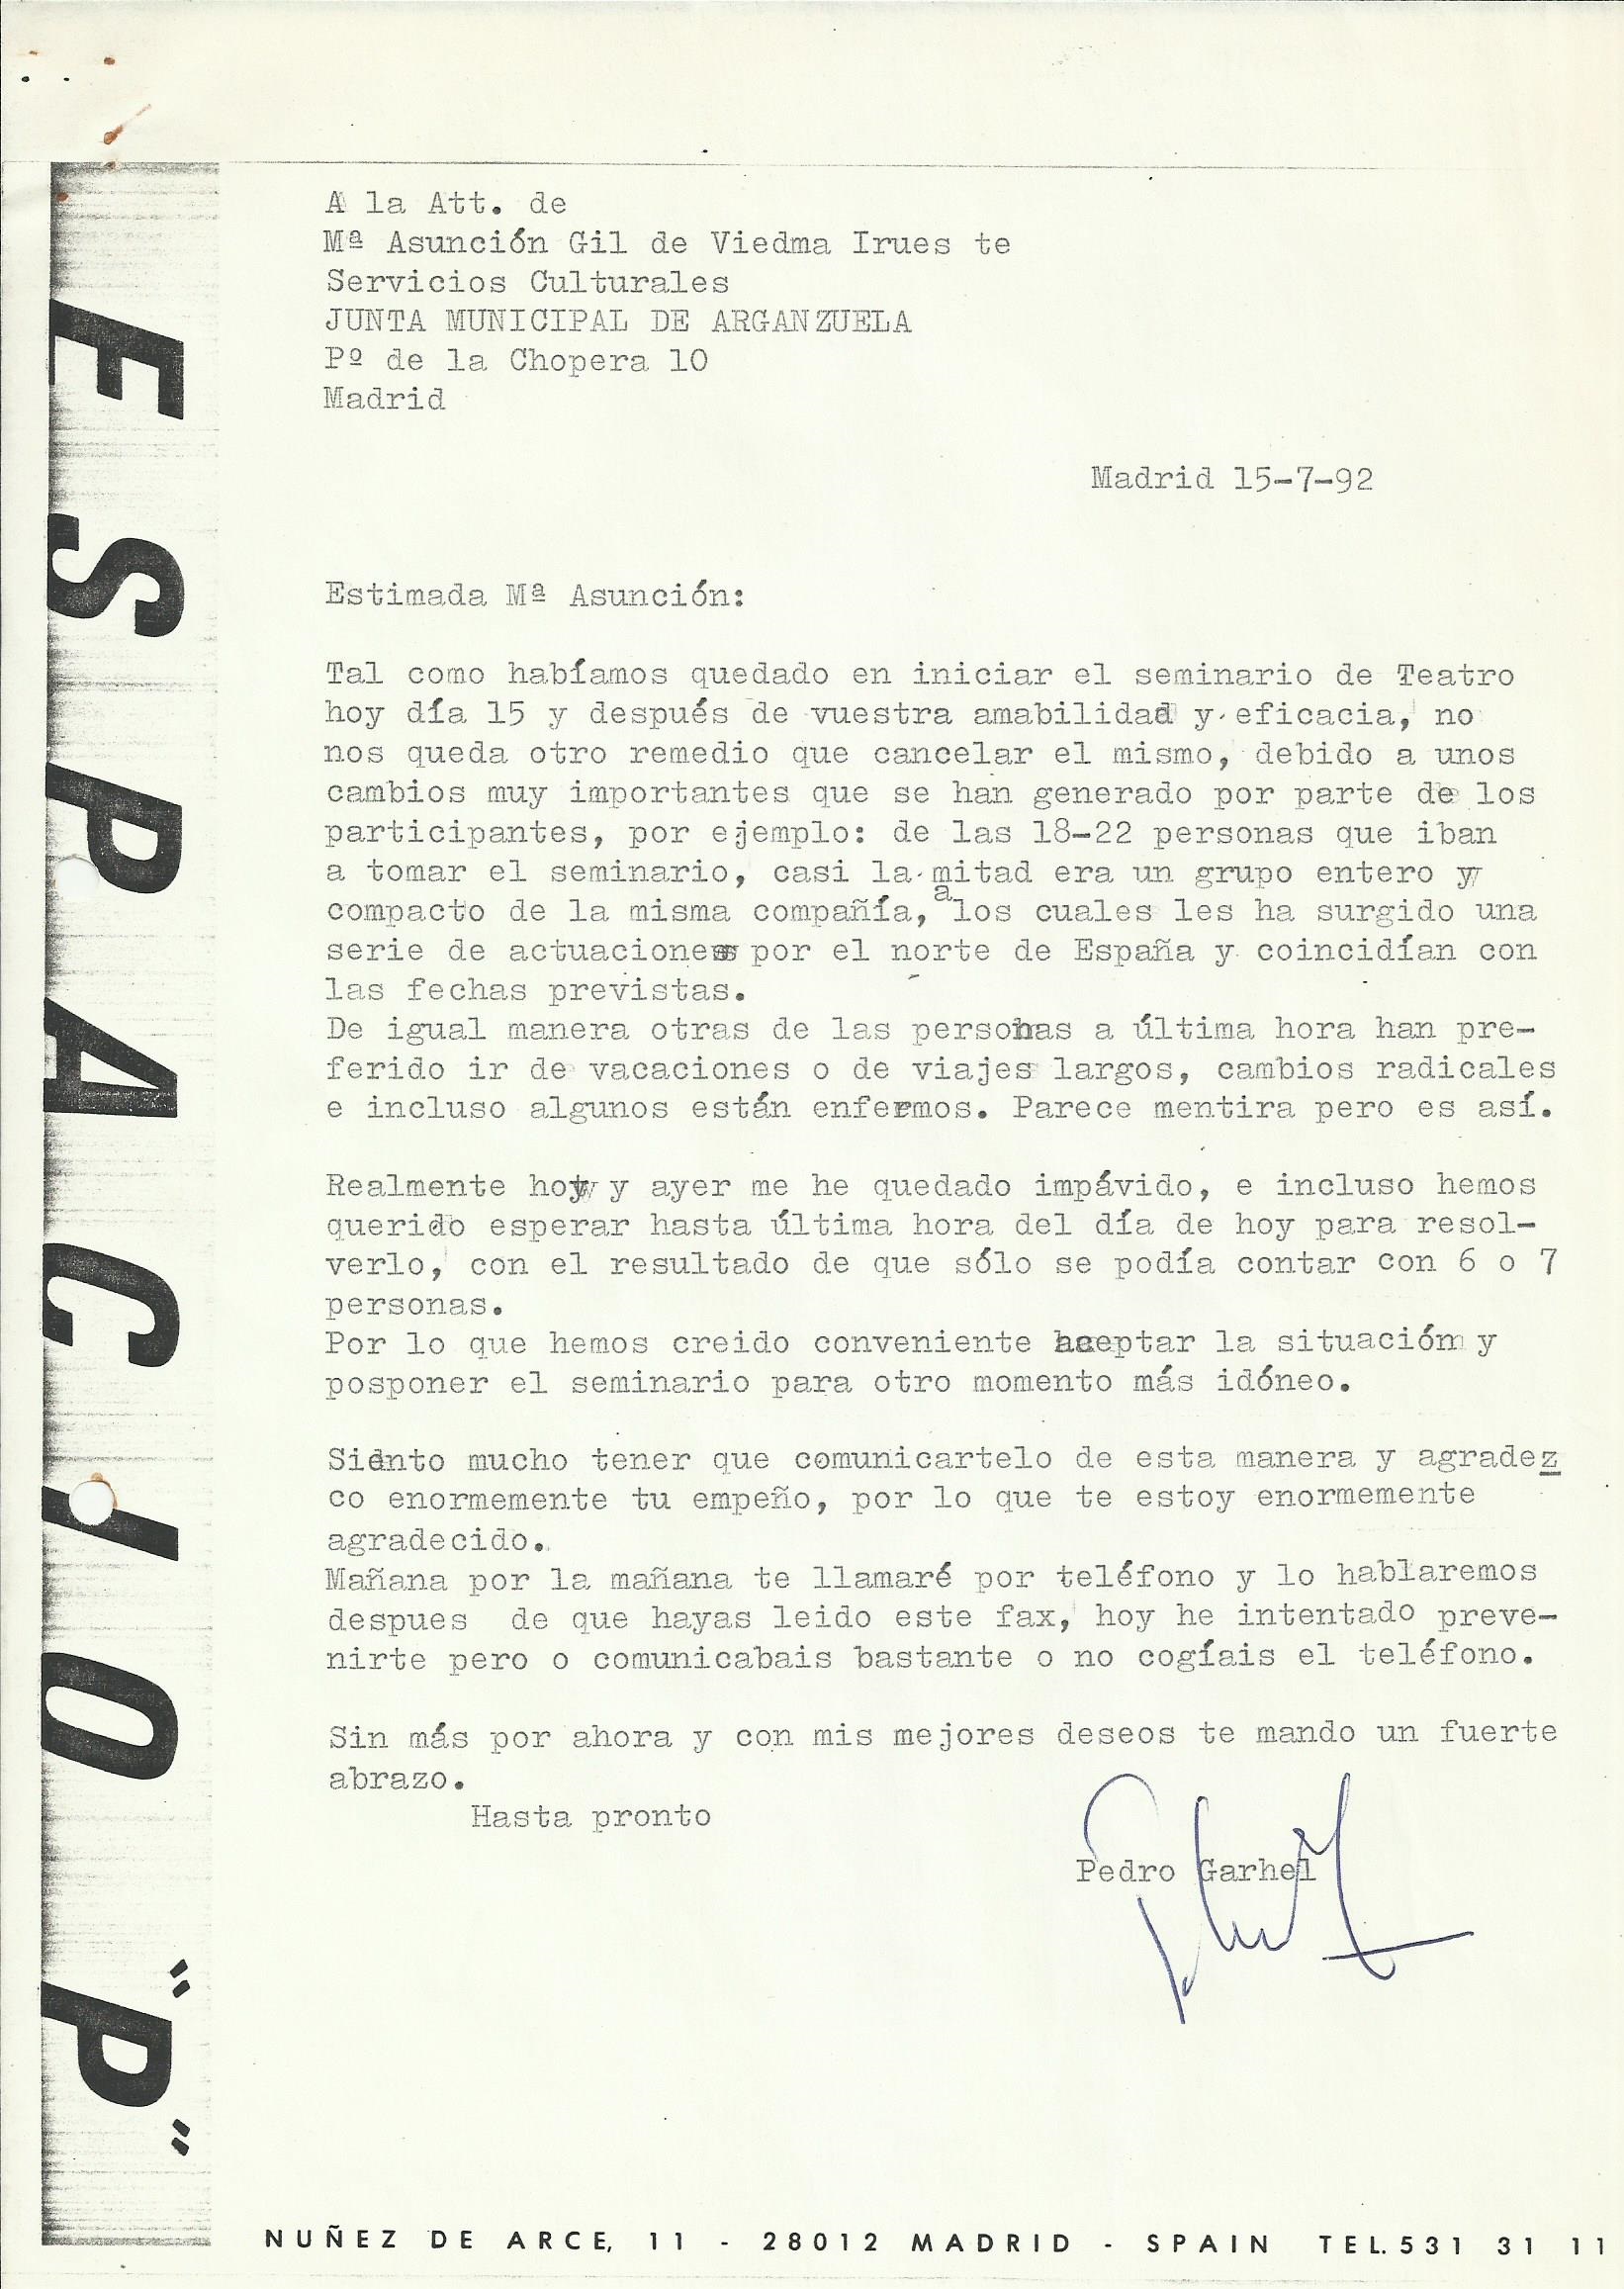 ESPACIO "P"
A la Att. de
Mª Asunción Gil de Viedma Irues te
Servicios Culturales
JUNTA MUNICIPAL DE ARGANZUELA
Pº de la Chopera 10
Madrid
Madrid 15-7-92
Estimada Mª Asunción:
Tal como habíamos quedado en iniciar el seminario de Teatro
hoy día 15 y después de vuestra amabilidad y eficacia, no
nos queda otro remedio que cancelar el mismo, debido a unos
cambios muy importantes que se han generado por parte de los
participantes, por ejemplo: de las 18-22 personas que iban
a tomar el seminario, casi la mitad era un grupo entero y
compacto de la misma compañía, a los cuales les ha surgido una
serie de actuaciones por el norte de España y coincidían con
las fechas previstas.
De igual manera otras de las personas a última hora han pre-
ferido ir de vacaciones o de viajes largos, cambios radicales
e incluso algunos están enfermos. Parece mentira pero es así.
Realmente hoy y ayer me he quedado impávido, e incluso hemos
querido esperar hasta última hora del día de hoy para resol-
verlo, con el resultado de que sólo se podía contar con 6 o 7
personas.
Por lo que hemos creido conveniente aceptar la situación y
posponer el seminario para otro momento más idóneo.
Siento mucho tener que comunicartelo de esta manera y agradez
co enormemente tu empeño, por lo que te estoy enormemente
agradecido.
Mañana por la mañana te llamaré por teléfono y lo hablaremos
despues de que hayas leido este fax, hoy he intentado preve-
nirte pero o comunicabais bastante o no cogíais el teléfono.
Sin más por ahora y con mis mejores deseos te mando un fuerte
abrazo.
Hasta pronto
Pedro Garhel
NUÑEZ DE ARCE, 11 - 28012 MADRID - SPAIN TEL. 531 31 11